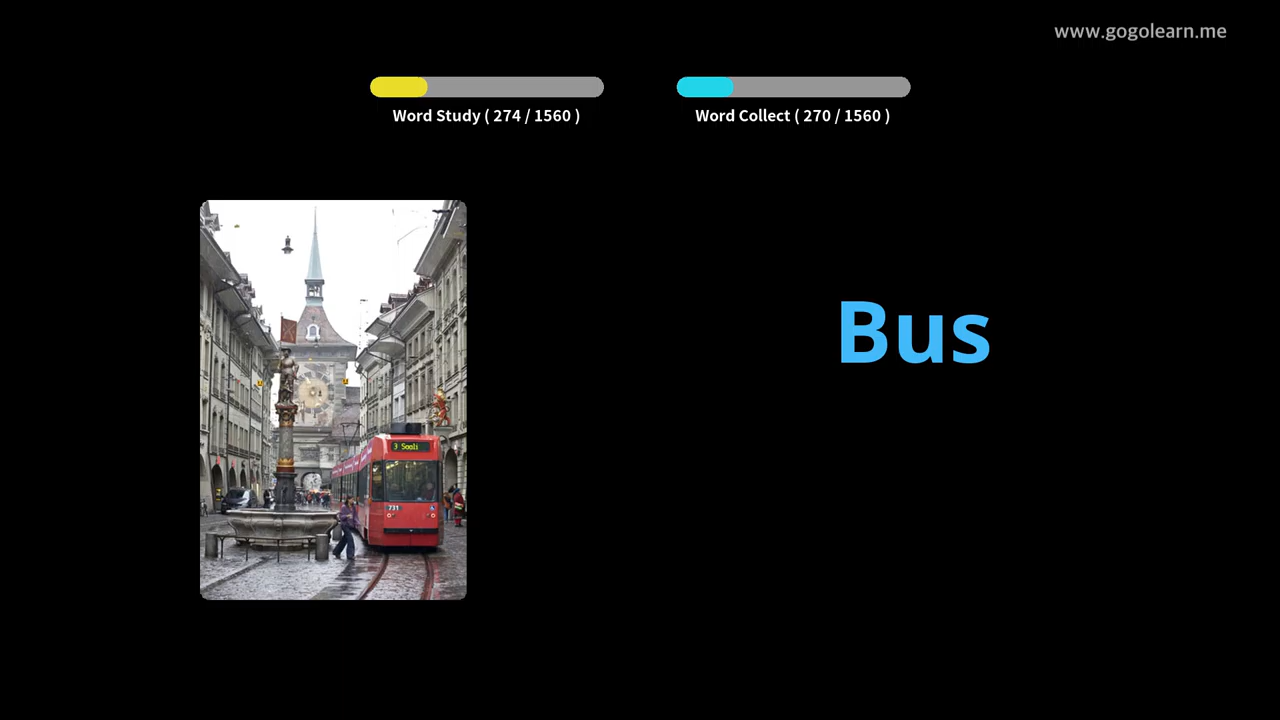 www.gogolearn.me
Word Study ( 274 / 1560 )
Word Collect ( 270 / 1560 )
Bus
3 Saali
731